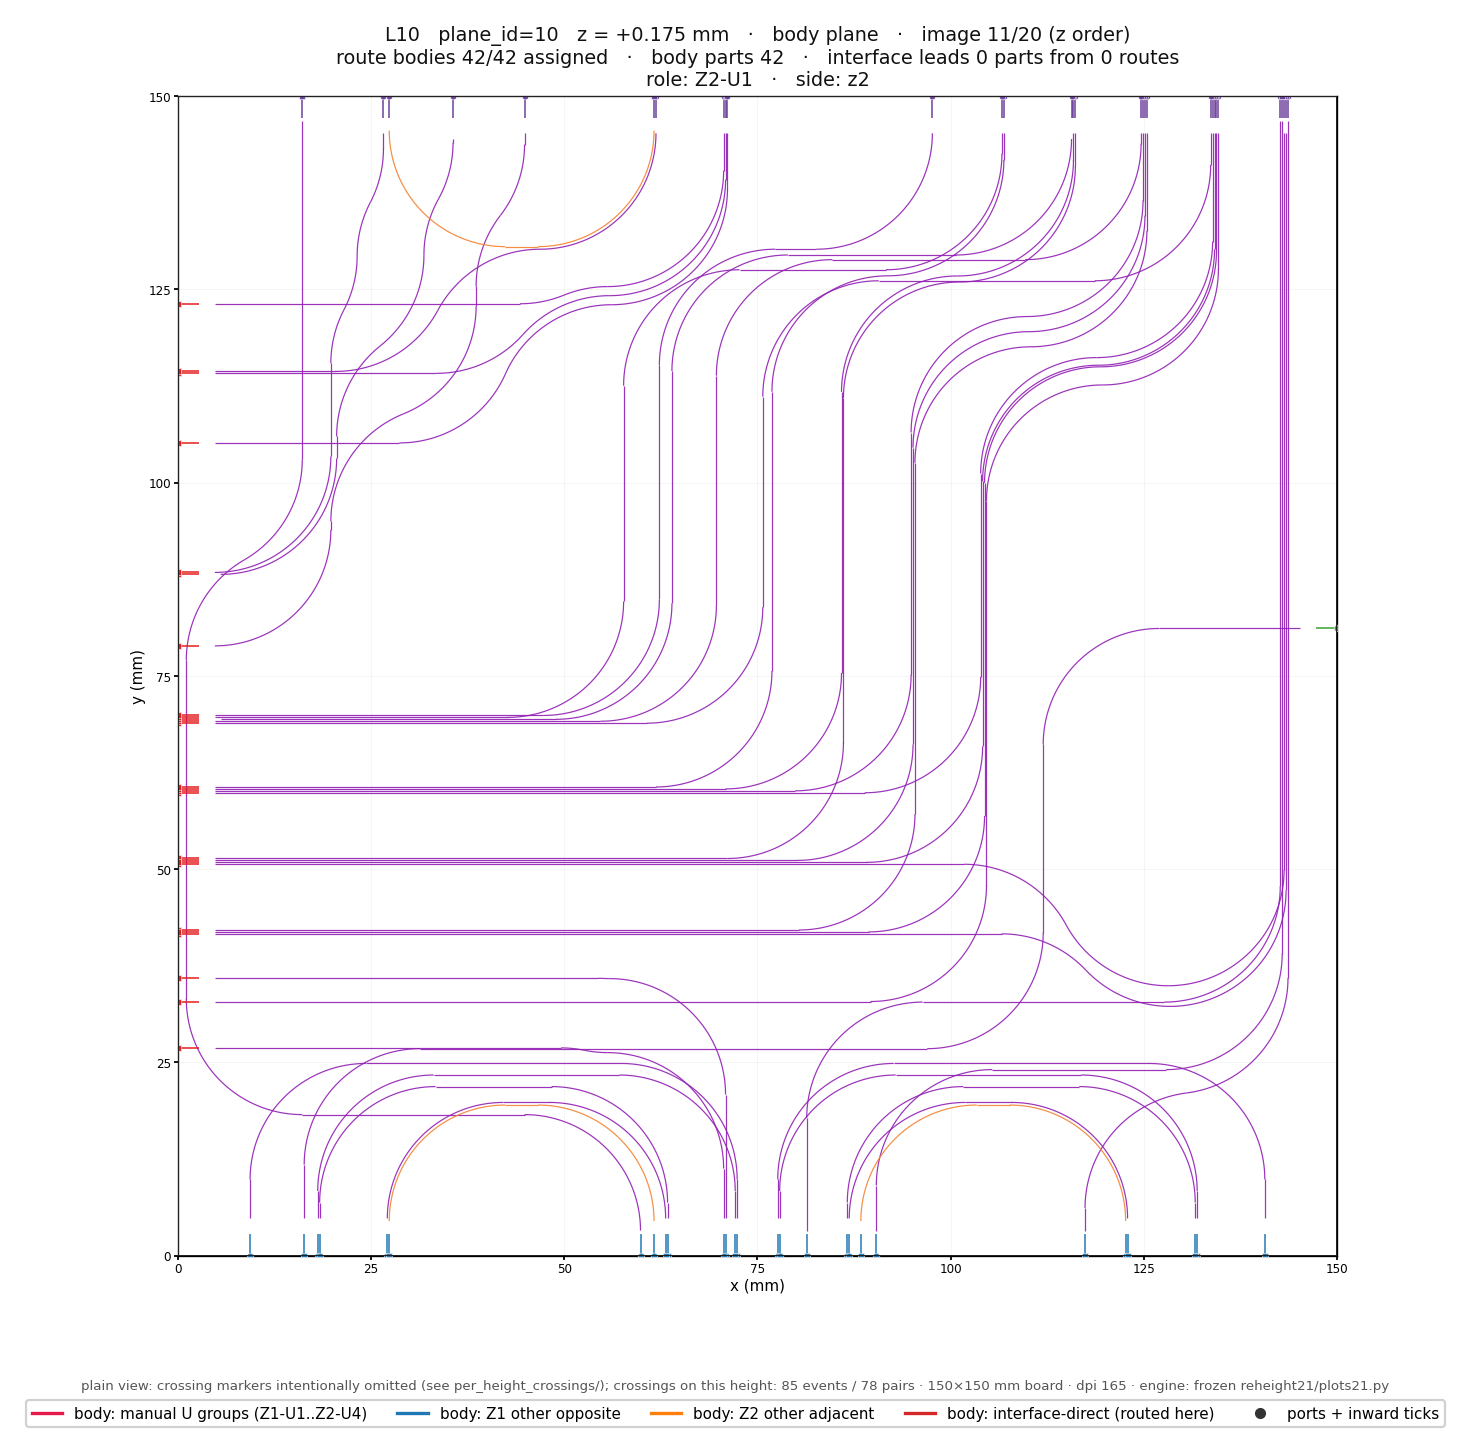 L10   plane_id=10   z = +0.175 mm   ·   body plane   ·   image 11/20 (z order)
route bodies 42/42 assigned   ·   body parts 42   ·   interface leads 0 parts from 0 routes
role: Z2-U1   ·   side: z2
150
125
100
75
50
25
0
y (mm)
0 25 50 75 100 125 150
x (mm)
plain view: crossing markers intentionally omitted (see per_height_crossings/); crossings on this height: 85 events / 78 pairs · 150×150 mm board · dpi 165 · engine: frozen reheight21/plots21.py
body: manual U groups (Z1-U1..Z2-U4) body: Z1 other opposite body: Z2 other adjacent body: interface-direct (routed here) ports + inward ticks